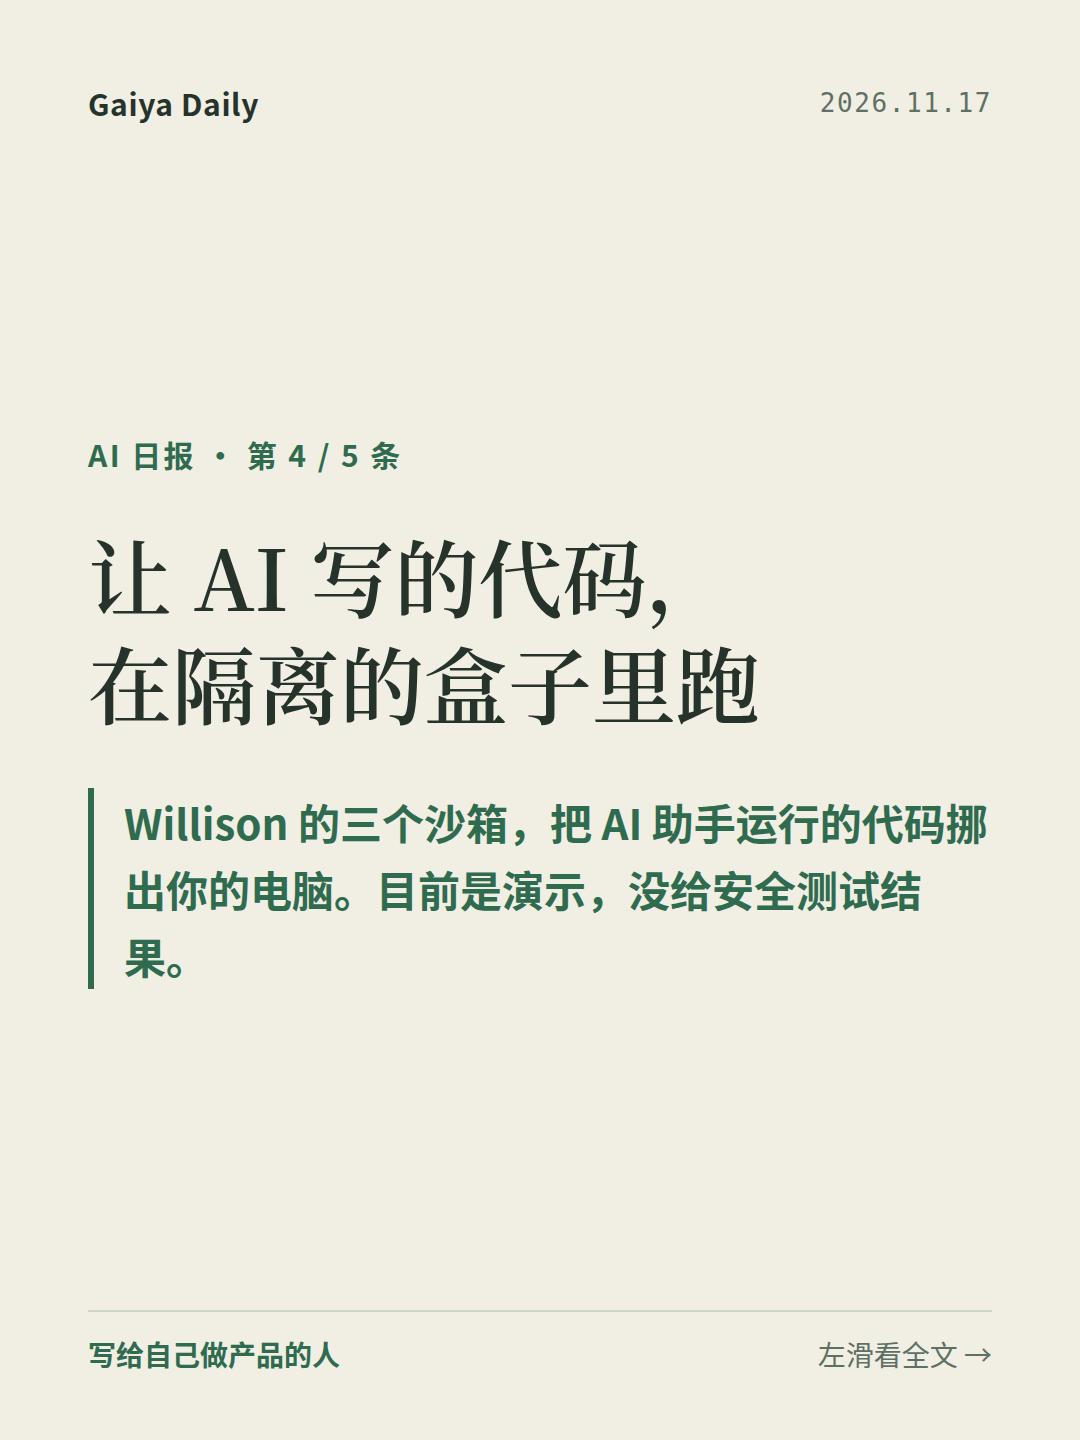 Gaiya Daily
2026.11.17
AI 日报 · 第 4 / 5 条
让 AI 写的代码，
在隔离的盒子里跑
Willison 的三个沙箱，把 AI 助手运行的代码挪
出你的电脑。目前是演示，没给安全测试结
果。
写给自己做产品的人
左滑看全文 →